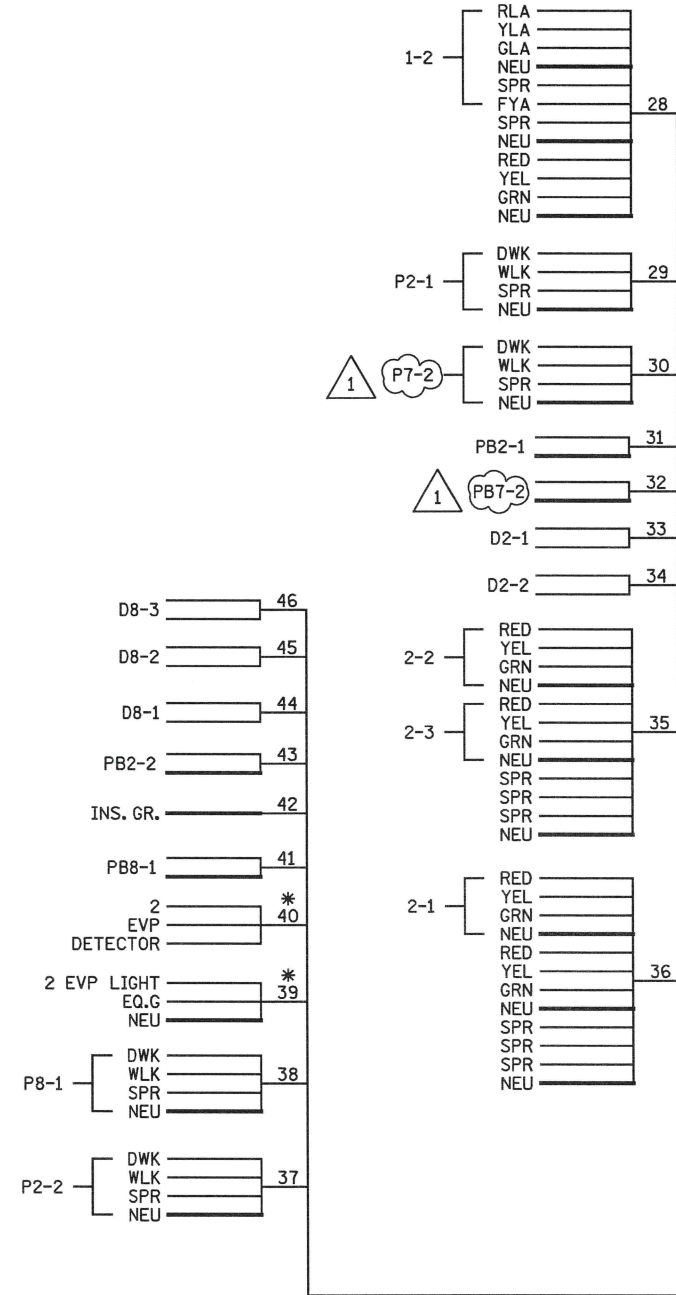 1-2
RLA
YLA
GLA
NEU
SPR
FYA
SPR
NEU
RED
YEL
GRN
NEU
28
P2-1
DWK
WLK
SPR
NEU
29
1
P7-2
DWK
WLK
SPR
NEU
30
PB2-1
31
1
PB7-2
32
D2-1
33
D2-2
34
2-2
RED
YEL
GRN
NEU
2-3
RED
YEL
GRN
NEU
SPR
SPR
SPR
NEU
35
2-1
RED
YEL
GRN
NEU
RED
YEL
GRN
NEU
SPR
SPR
SPR
NEU
36
D8-3
46
D8-2
45
D8-1
44
PB2-2
43
INS. GR.
42
PB8-1
41
2
EVP
DETECTOR
*
40
2 EVP LIGHT
EQ.G
NEU
*
39
P8-1
DWK
WLK
SPR
NEU
38
P2-2
DWK
WLK
SPR
NEU
37